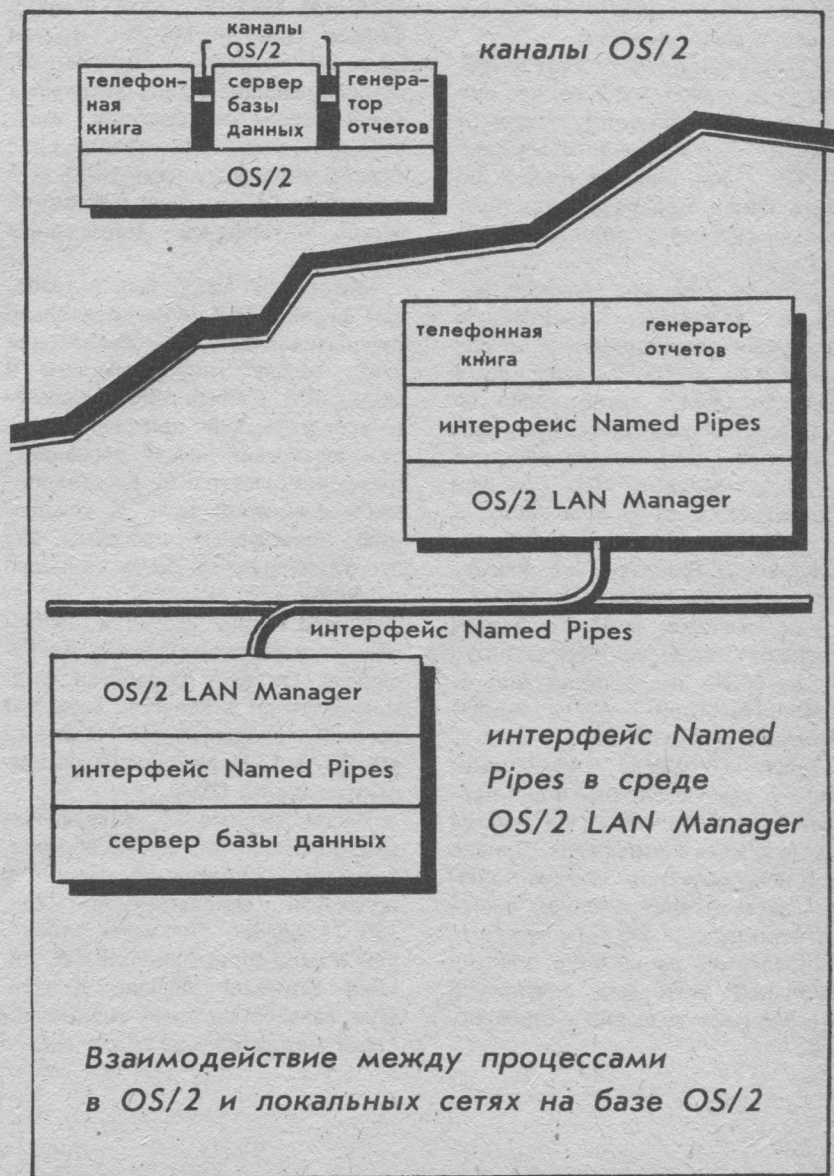 каналы
OS/2
каналы OS/2
телефон-
ная
книга
сервер
базы
данных
генера-
тор
отчетов
OS/2
телефонная
книга
генератор
отчетов
интерфеис Named Pipes
OS/2 LAN Manager
интерфейс Named Pipes
OS/2 LAN Manager
интерфейс Named Pipes
сервер базы данных
интерфейс Named
Pipes в среде
OS/2 LAN Manager
Взаимодействие между процессами
в OS/2 и локальных сетях на базе OS/2